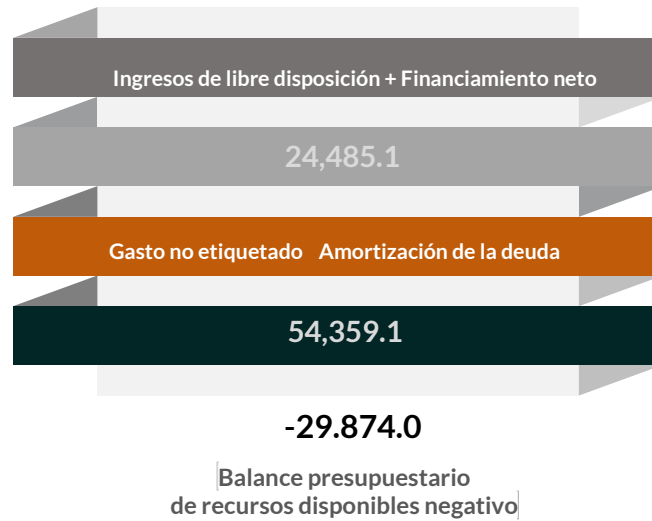 Ingresos de libre disposición + Financiamiento neto
24,485.1
Gasto no etiquetado Amortización de la deuda
54,359.1
-29.874.0
Balance presupuestario
de recursos disponibles negativo